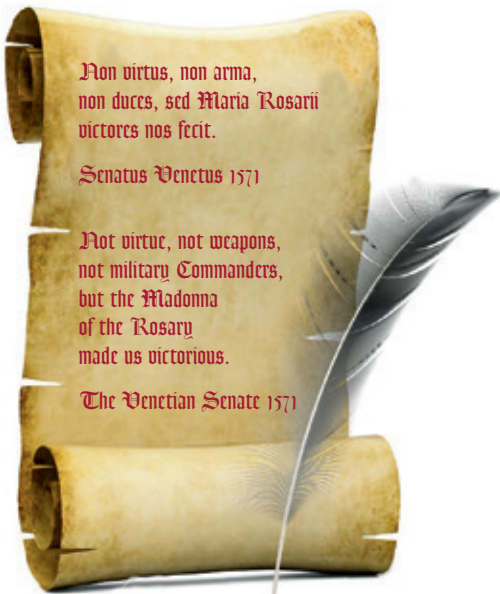 Non virtus, non arma,
non duces, sed Maria Rosarii
victores nos fecit.
Senatus Venetus 1571
Not virtue, not weapons,
not military Commanders,
but the Madonna
of the Rosary
made us victorious.
The Venetian Senate 1571